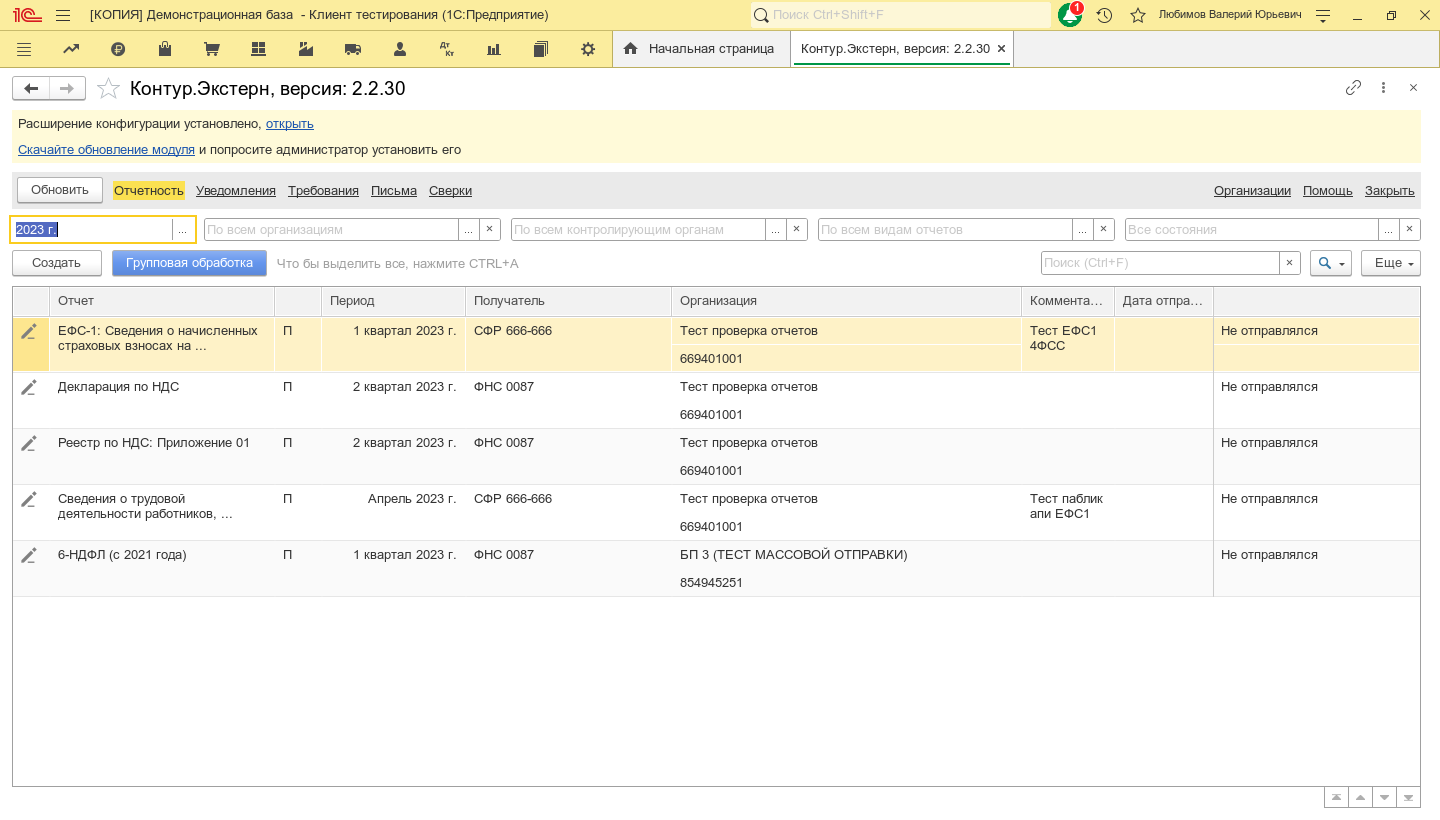 [КОПИЯ] Демонстрационная база - Клиент тестирования (1С:Предприятие)
Поиск Ctrl+Shift+F
1
Любимов Валерий Юрьевич
Дт
Кт
Начальная страница
Контур.Экстерн, версия: 2.2.30
Контур.Экстерн, версия: 2.2.30
Расширение конфигурации установлено, открыть
Скачайте обновление модуля и попросите администратор установить его
Обновить Отчетность Уведомления Требования Письма Сверки Организации Помощь Закрыть
2023 г. ... По всем организациям ... × По всем контролирующим органам ... × По всем видам отчетов ... × Все состояния ... ×
Создать Групповая обработка Что бы выделить все, нажмите CTRL+A Поиск (Ctrl+F) × Еще
Отчет Период Получатель Организация Коммента... Дата отпра...
ЕФС-1: Сведения о начисленных П 1 квартал 2023 г. СФР 666-666 Тест проверка отчетов Тест ЕФС1 Не отправлялся
страховых взносах на ... 4ФСС
669401001
Декларация по НДС П 2 квартал 2023 г. ФНС 0087 Тест проверка отчетов Не отправлялся
669401001
Реестр по НДС: Приложение 01 П 2 квартал 2023 г. ФНС 0087 Тест проверка отчетов Не отправлялся
669401001
Сведения о трудовой П Апрель 2023 г. СФР 666-666 Тест проверка отчетов Тест паблик Не отправлялся
деятельности работников, ... апи ЕФС1
669401001
6-НДФЛ (с 2021 года) П 1 квартал 2023 г. ФНС 0087 БП 3 (ТЕСТ МАССОВОЙ ОТПРАВКИ) Не отправлялся
854945251